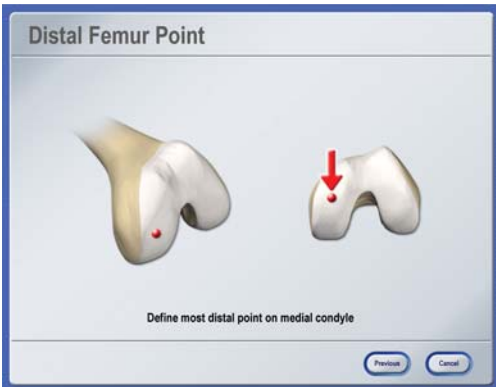 Distal Femur Point
Define most distal point on medial condyle
Previous
Cancel